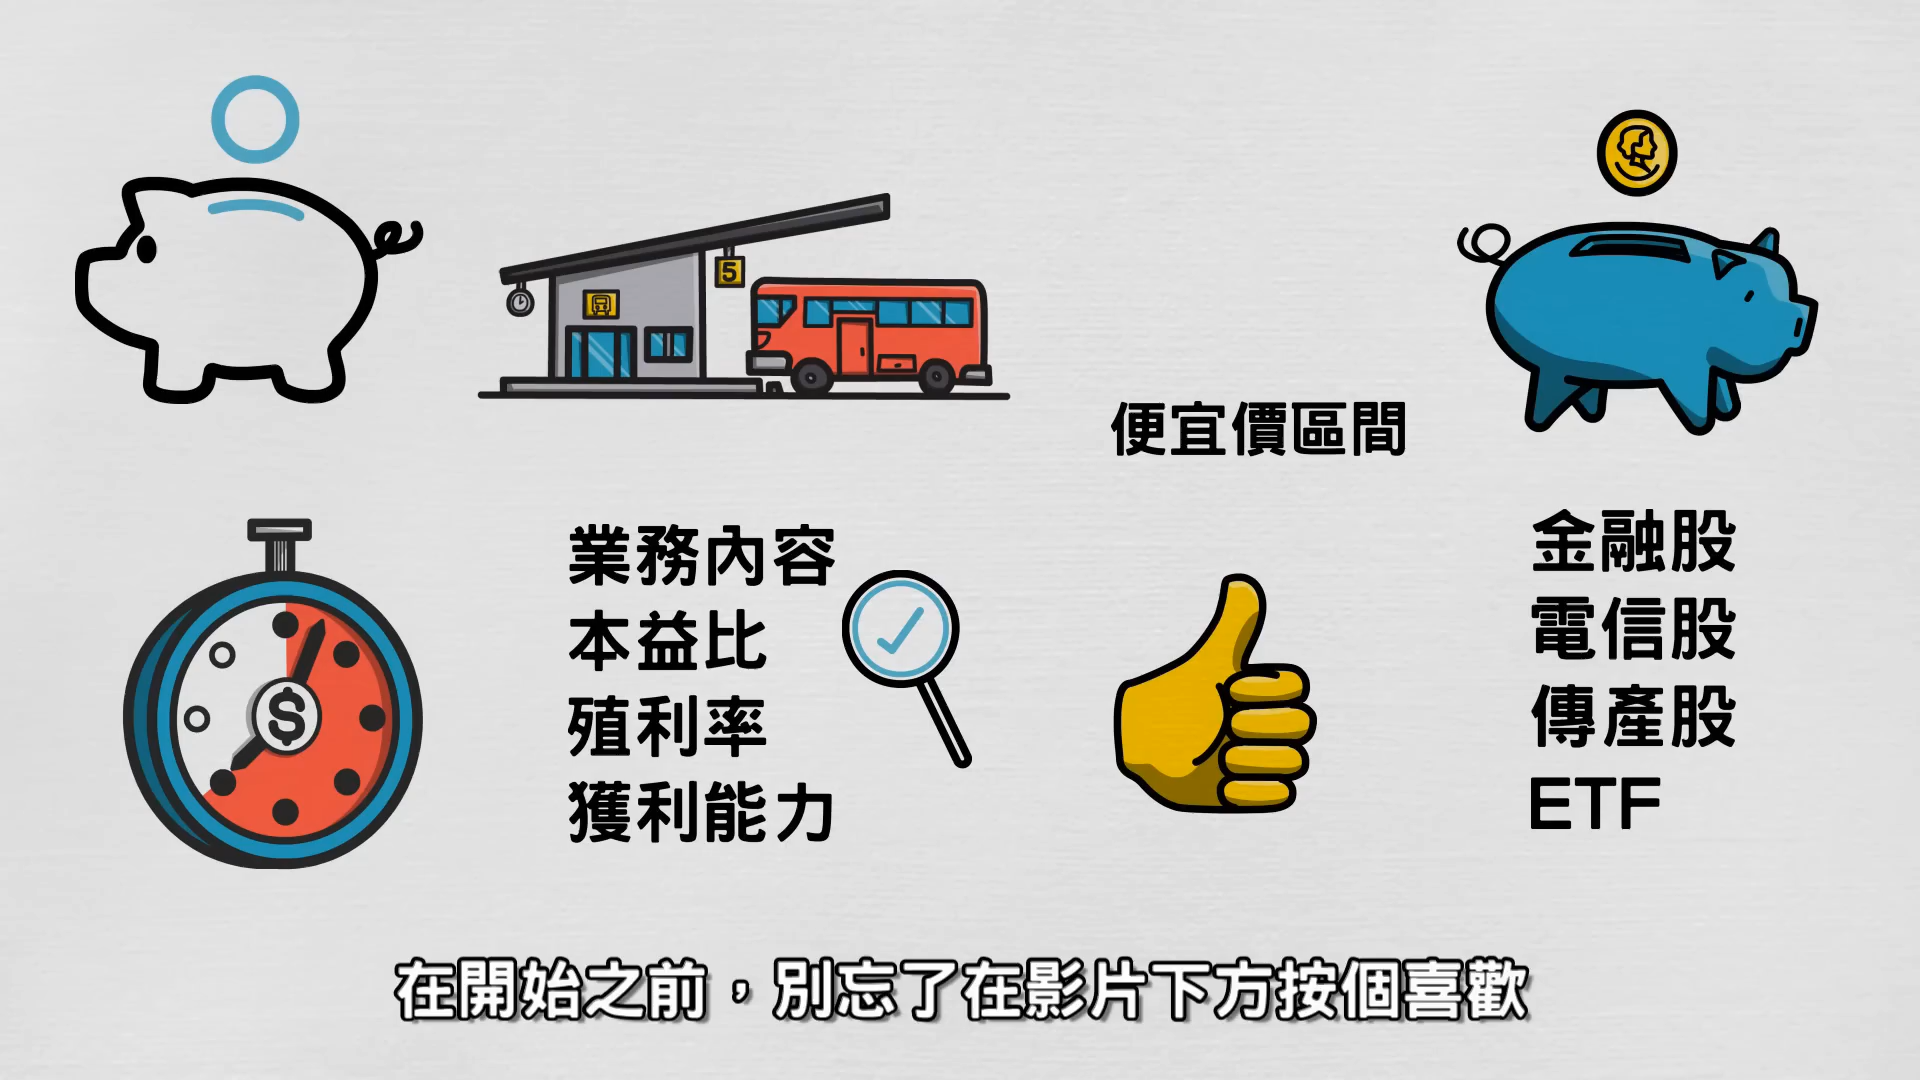 5
便宜價區間
$
業務內容
本益比
殖利率
獲利能力
金融股
電信股
傳產股
ETF
在開始之前，別忘了在影片下方按個喜歡